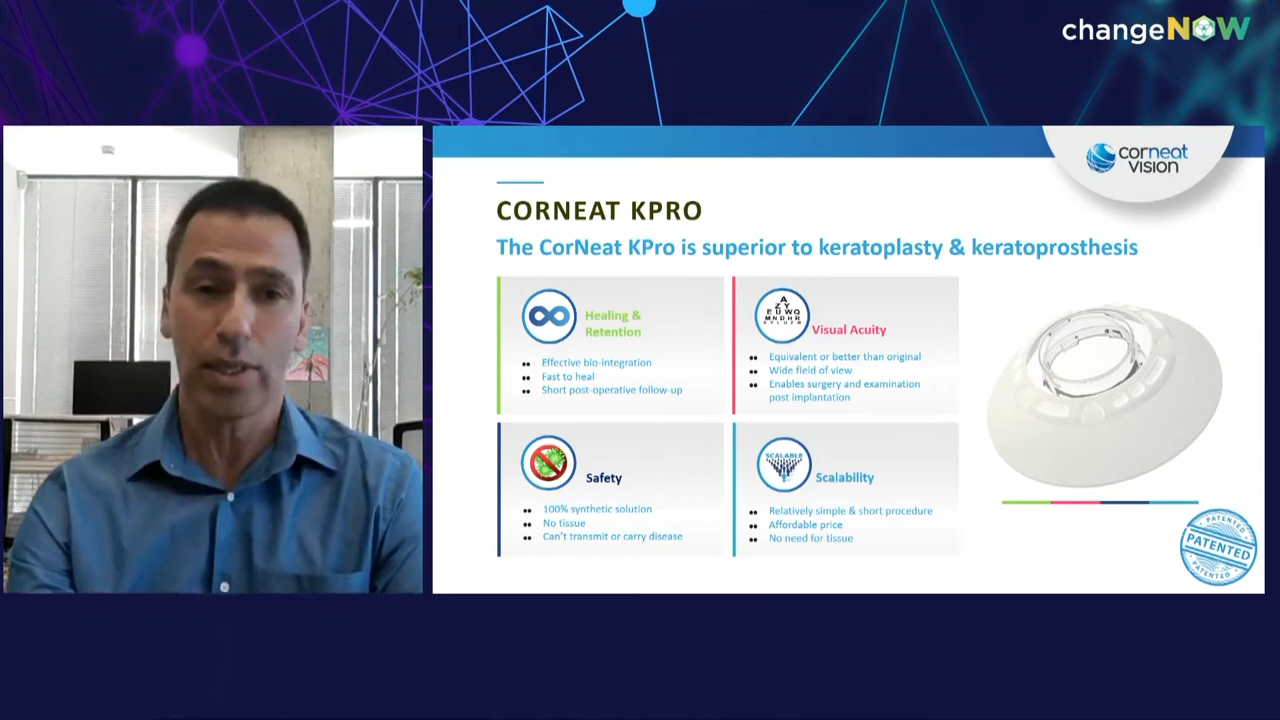 changeNOW
corneat
vision
CORNEAT KPRO
The CorNeat KPro is superior to keratoplasty & keratoprosthesis
Healing &
Retention
Effective bio-integration
Fast to heal
Short post-operative follow-up
A
Z Y
E U W Q
M N D H R
Visual Acuity
Equivalent or better than original
Wide field of view
Enables surgery and examination
post implantation
Safety
100% synthetic solution
No tissue
Can't transmit or carry disease
SCALABLE
Scalability
Relatively simple & short procedure
Affordable price
No need for tissue
PATENTED
PATENTED
PATENTED